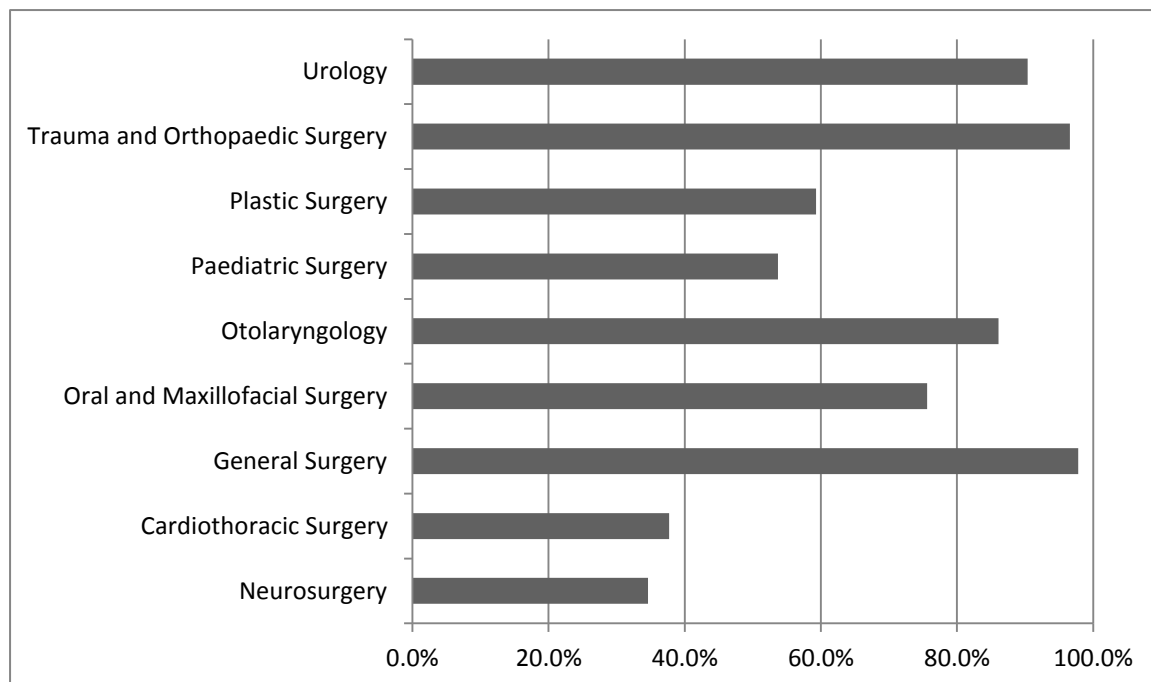 Urology
Trauma and Orthopaedic Surgery
Plastic Surgery
Paediatric Surgery
Otolaryngology
Oral and Maxillofacial Surgery
General Surgery
Cardiothoracic Surgery
Neurosurgery
0.0% 20.0% 40.0% 60.0% 80.0% 100.0%